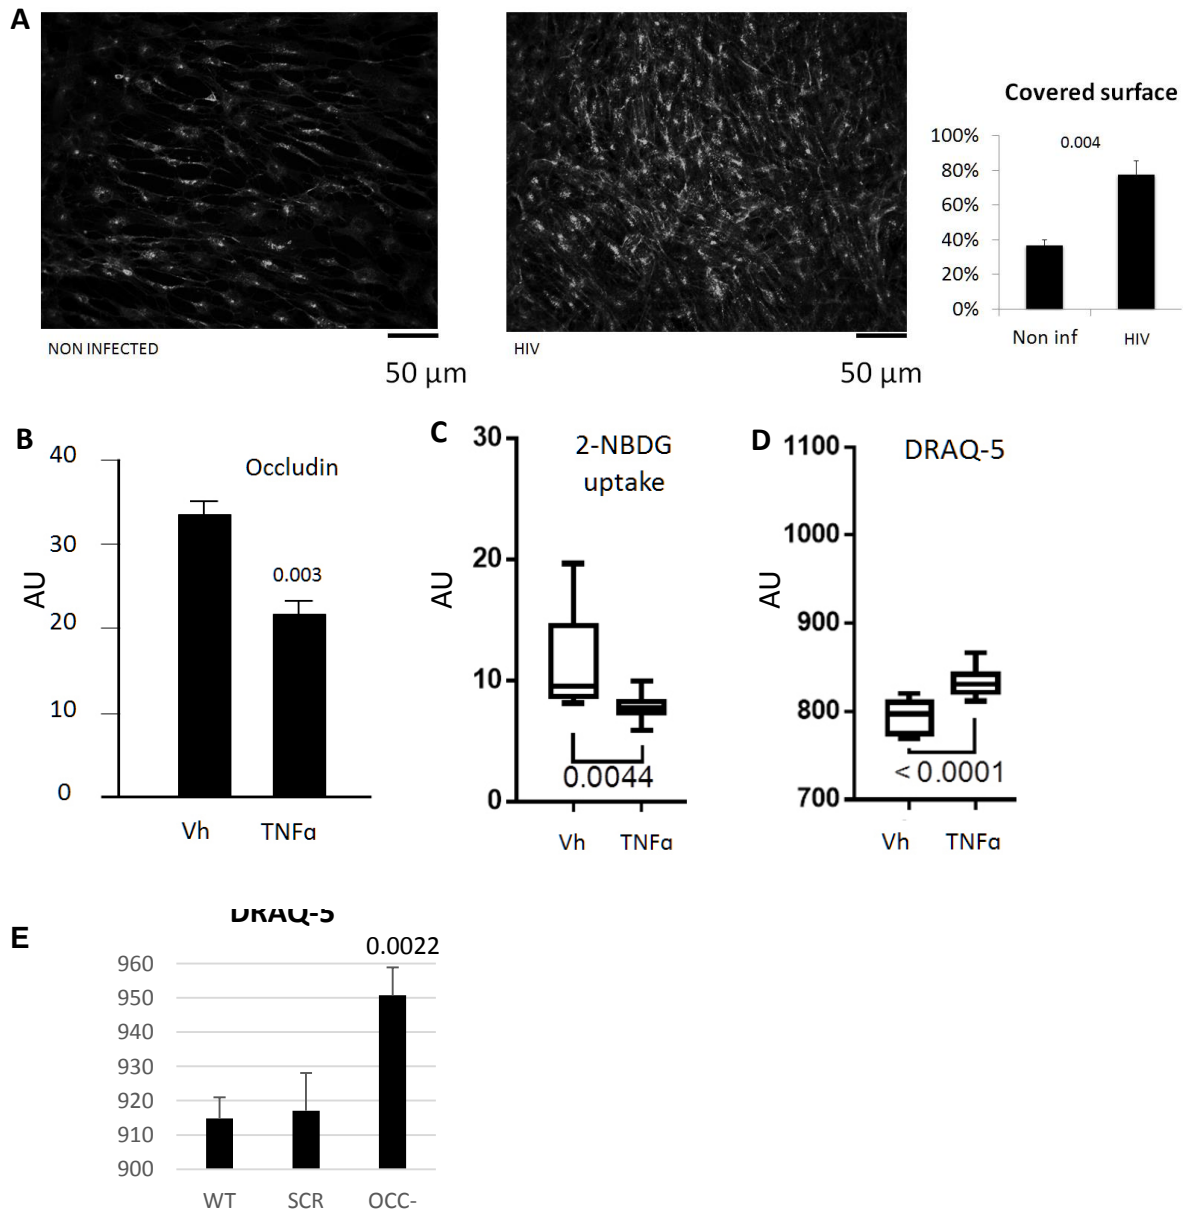 A
NON INFECTED
50 µm
HIV
50 µm
Covered surface
100%
80%
60%
40%
20%
0%
0.004
Non inf
HIV
B
Occludin
AU
40
30
20
10
0
0.003
Vh
TNFα
C
2-NBDG
uptake
AU
30
20
10
0
0.0044
Vh
TNFα
D
DRAQ-5
AU
1100
1000
900
800
700
< 0.0001
Vh
TNFα
E
DRAQ-5
0.0022
960
950
940
930
920
910
900
WT
SCR
OCC-